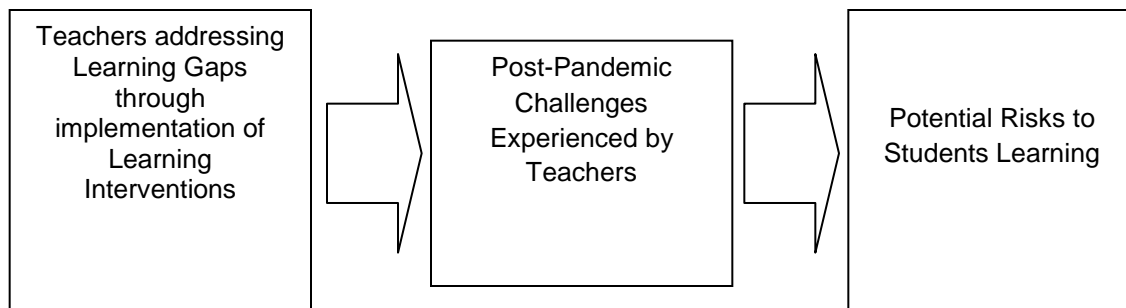 Teachers addressing
Learning Gaps
through
implementation of
Learning
Interventions
Post-Pandemic
Challenges
Experienced by
Teachers
Potential Risks to
Students Learning